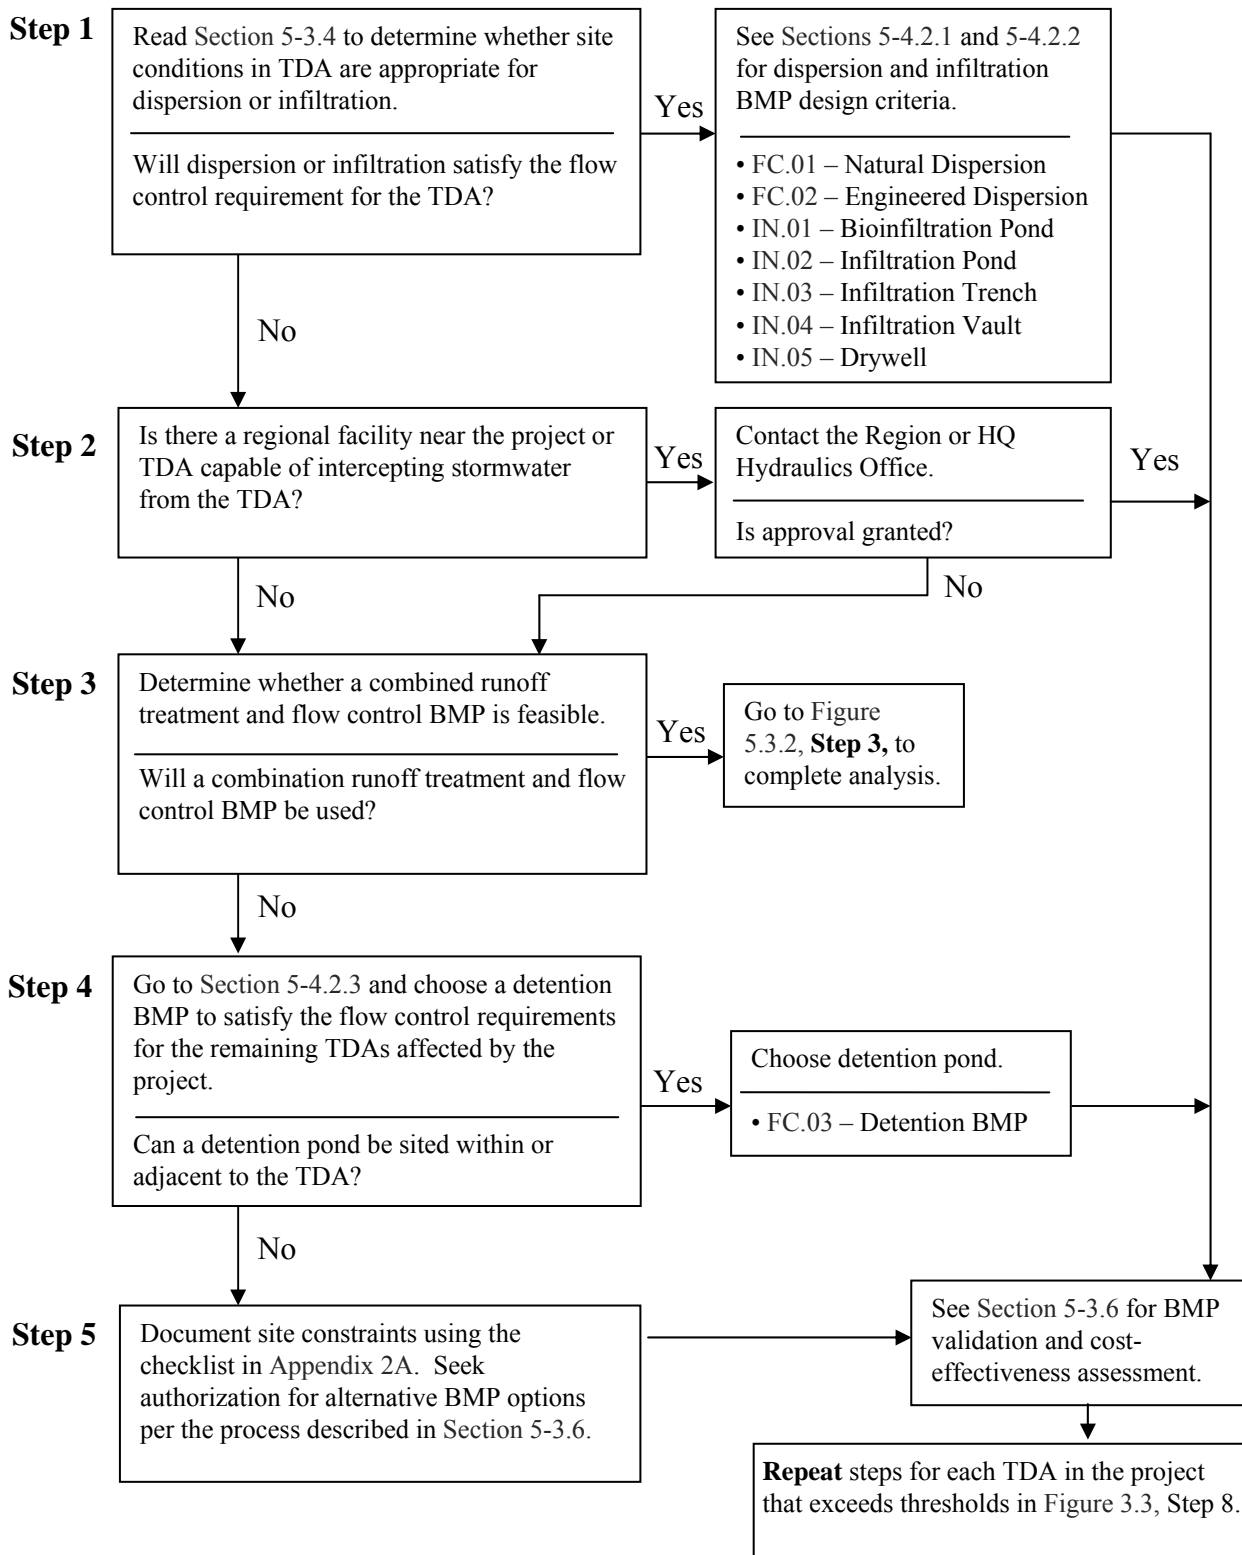 Step 1
Read Section 5-3.4 to determine whether site
conditions in TDA are appropriate for
dispersion or infiltration.
Will dispersion or infiltration satisfy the flow
control requirement for the TDA?
Yes
See Sections 5-4.2.1 and 5-4.2.2
for dispersion and infiltration
BMP design criteria.
• FC.01 – Natural Dispersion
• FC.02 – Engineered Dispersion
• IN.01 – Bioinfiltration Pond
• IN.02 – Infiltration Pond
• IN.03 – Infiltration Trench
• IN.04 – Infiltration Vault
• IN.05 – Drywell
No
Step 2
Is there a regional facility near the project or
TDA capable of intercepting stormwater
from the TDA?
Yes
Contact the Region or HQ
Hydraulics Office.
Is approval granted?
Yes
No
No
Step 3
Determine whether a combined runoff
treatment and flow control BMP is feasible.
Will a combination runoff treatment and flow
control BMP be used?
Yes
Go to Figure
5.3.2, Step 3, to
complete analysis.
No
Step 4
Go to Section 5-4.2.3 and choose a detention
BMP to satisfy the flow control requirements
for the remaining TDAs affected by the
project.
Can a detention pond be sited within or
adjacent to the TDA?
Yes
Choose detention pond.
• FC.03 – Detention BMP
No
Step 5
Document site constraints using the
checklist in Appendix 2A.  Seek
authorization for alternative BMP options
per the process described in Section 5-3.6.
See Section 5-3.6 for BMP
validation and cost-
effectiveness assessment.
Repeat steps for each TDA in the project
that exceeds thresholds in Figure 3.3, Step 8.